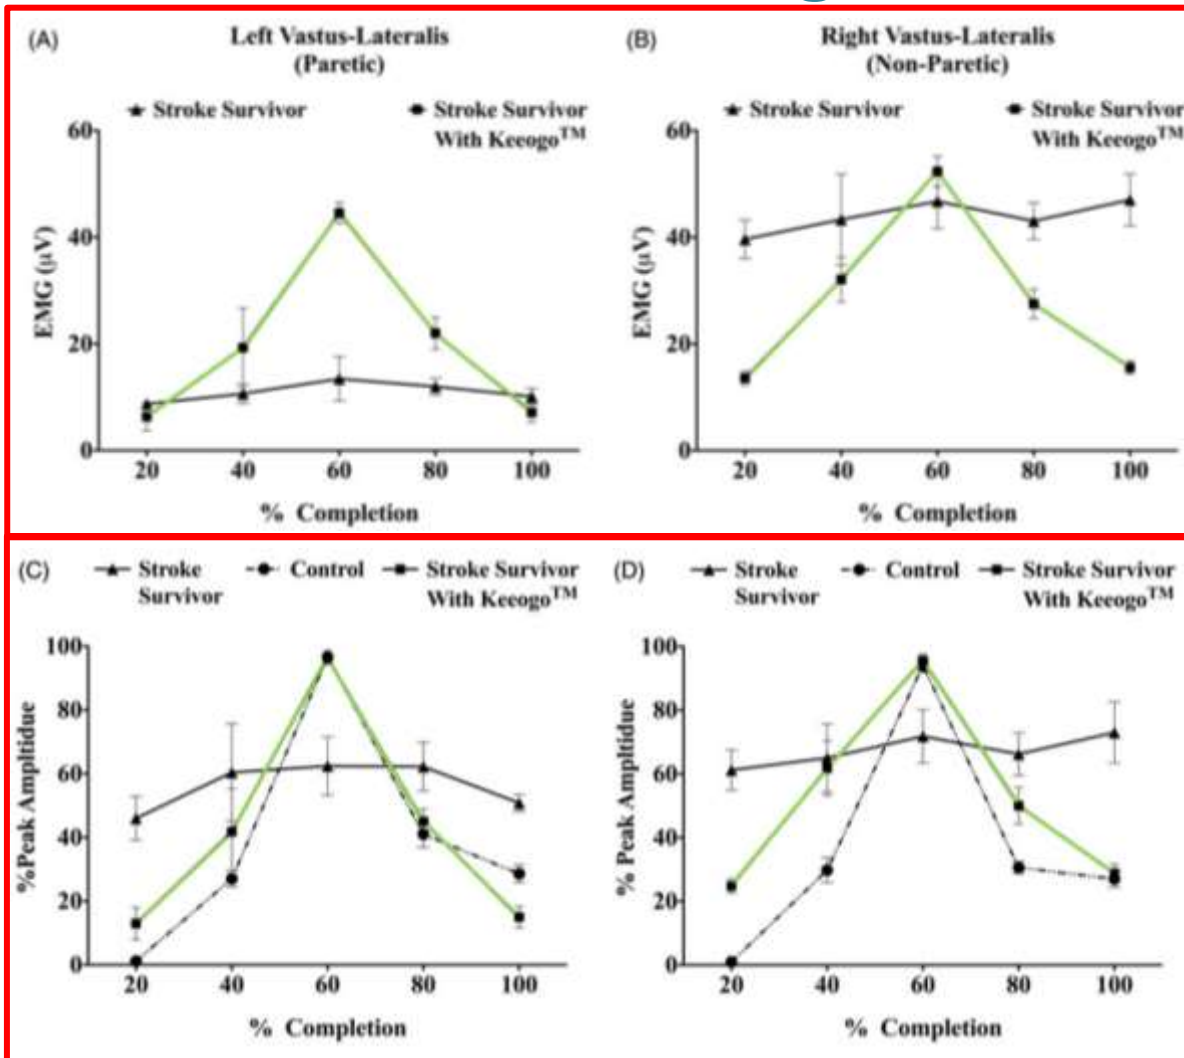 (A) Left Vastus-Lateralis
(Paretic)
Stroke Survivor Stroke Survivor
With Keeogo™
60
40
20
0
EMG (μV)
20 40 60 80 100
% Completion
(B) Right Vastus-Lateralis
(Non-Paretic)
Stroke Survivor Stroke Survivor
With Keeogo™
60
40
20
0
EMG (μV)
20 40 60 80 100
% Completion
(C) Stroke Survivor Control Stroke Survivor
With Keeogo™
100
80
60
40
20
0
%Peak Ampltidue
20 40 60 80 100
% Completion
(D) Stroke Survivor Control Stroke Survivor
With Keeogo™
100
80
60
40
20
0
% Peak Amptidue
20 40 60 80 100
% Completion